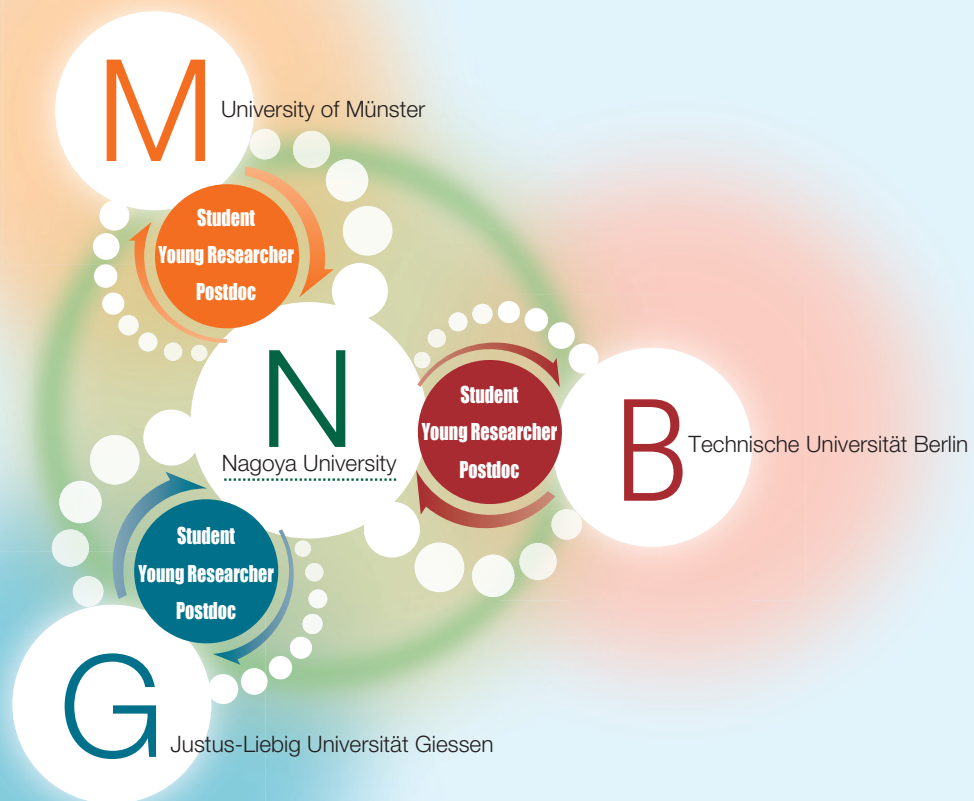 M
University of Münster
Student
Young Researcher
Postdoc
N
Nagoya University
Student
Young Researcher
Postdoc
B
Technische Universität Berlin
Student
Young Researcher
Postdoc
G
Justus-Liebig Universität Giessen